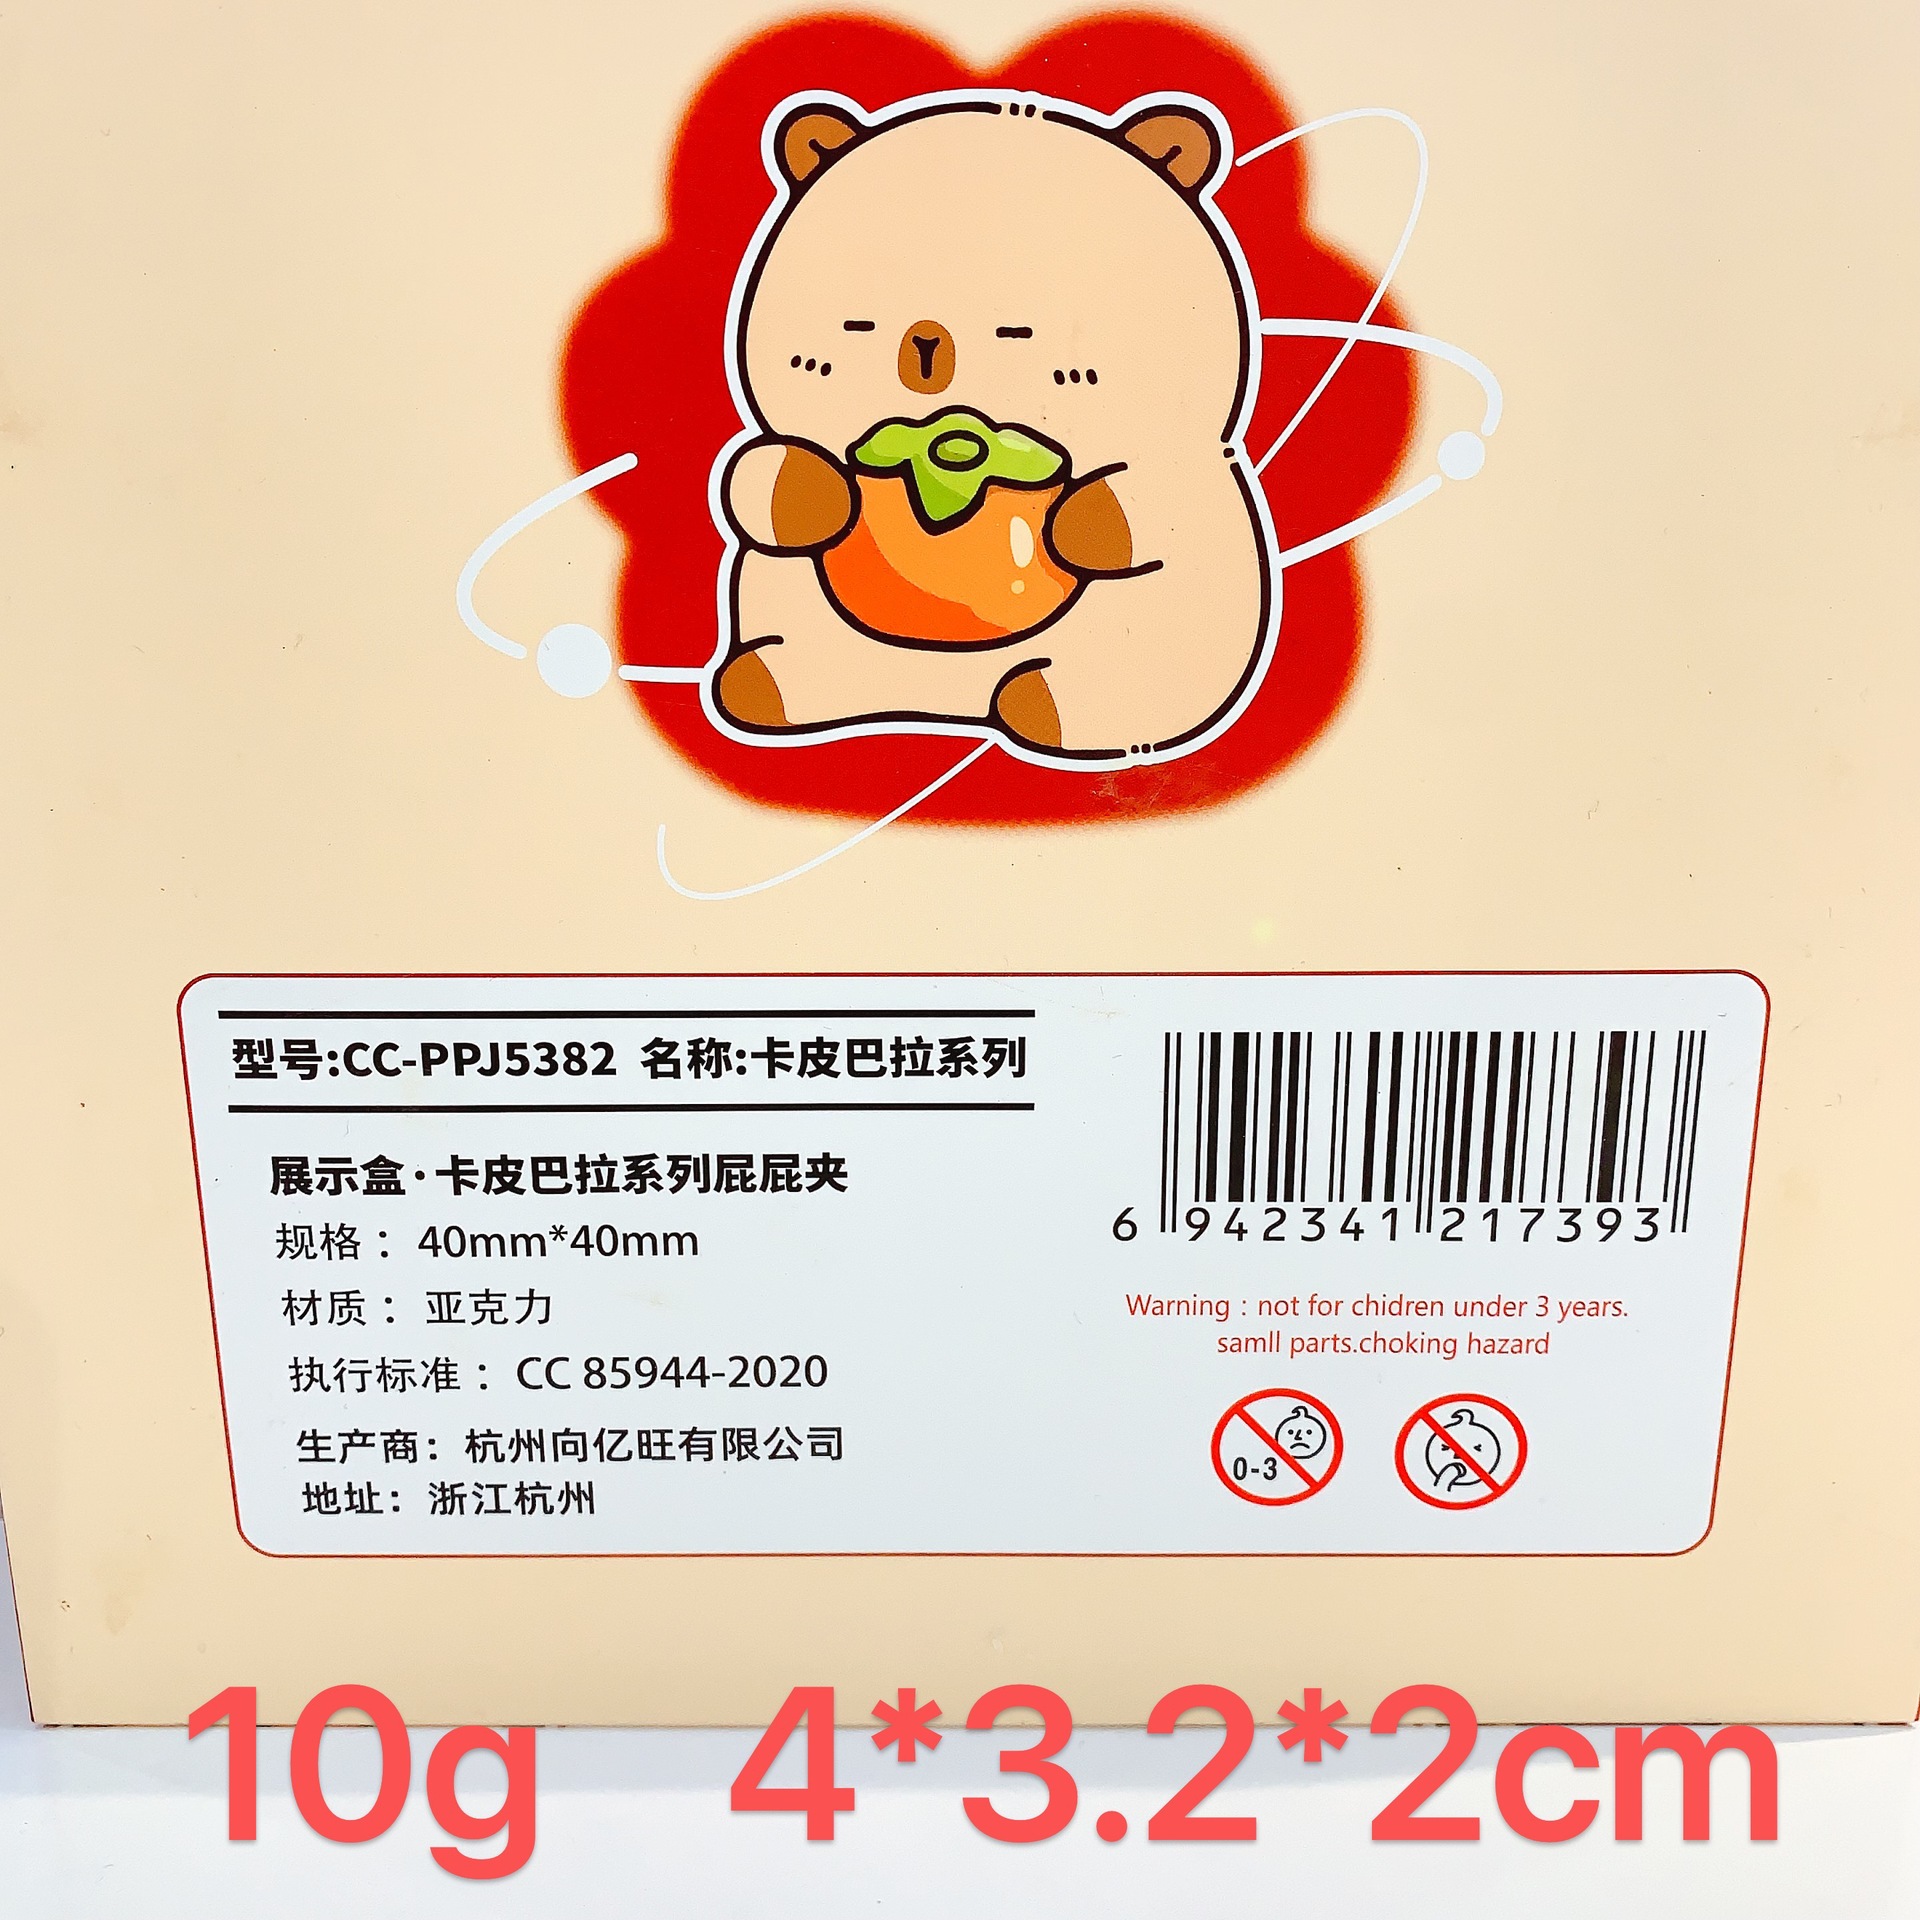 型号:CC-PPJ5382 名称:卡皮巴拉系列
展示盒·卡皮巴拉系列屁屁夹
规格：40mm*40mm
材质：亚克力
执行标准：CC 85944-2020
生产商：杭州向亿旺有限公司
地址：浙江杭州
6 942341 217393
Warning : not for chidren under 3 years.
samll parts.choking hazard
0-3
10g 4*3.2*2cm